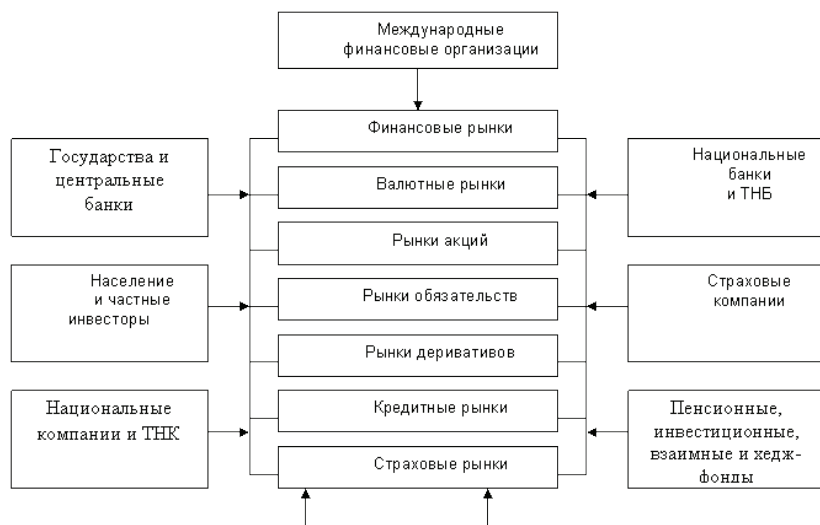 Международные
финансовые организации
Финансовые рынки
Государства и
центральные
банки
Национальные
банки
и ТНБ
Валютные рынки
Рынки акций
Население
и частные
инвесторы
Рынки обязательств
Страховые
компании
Рынки деривативов
Национальные
компании и ТНК
Кредитные рынки
Пенсионные,
инвестиционные,
взаимные и хедж-
фонды
Страховые рынки